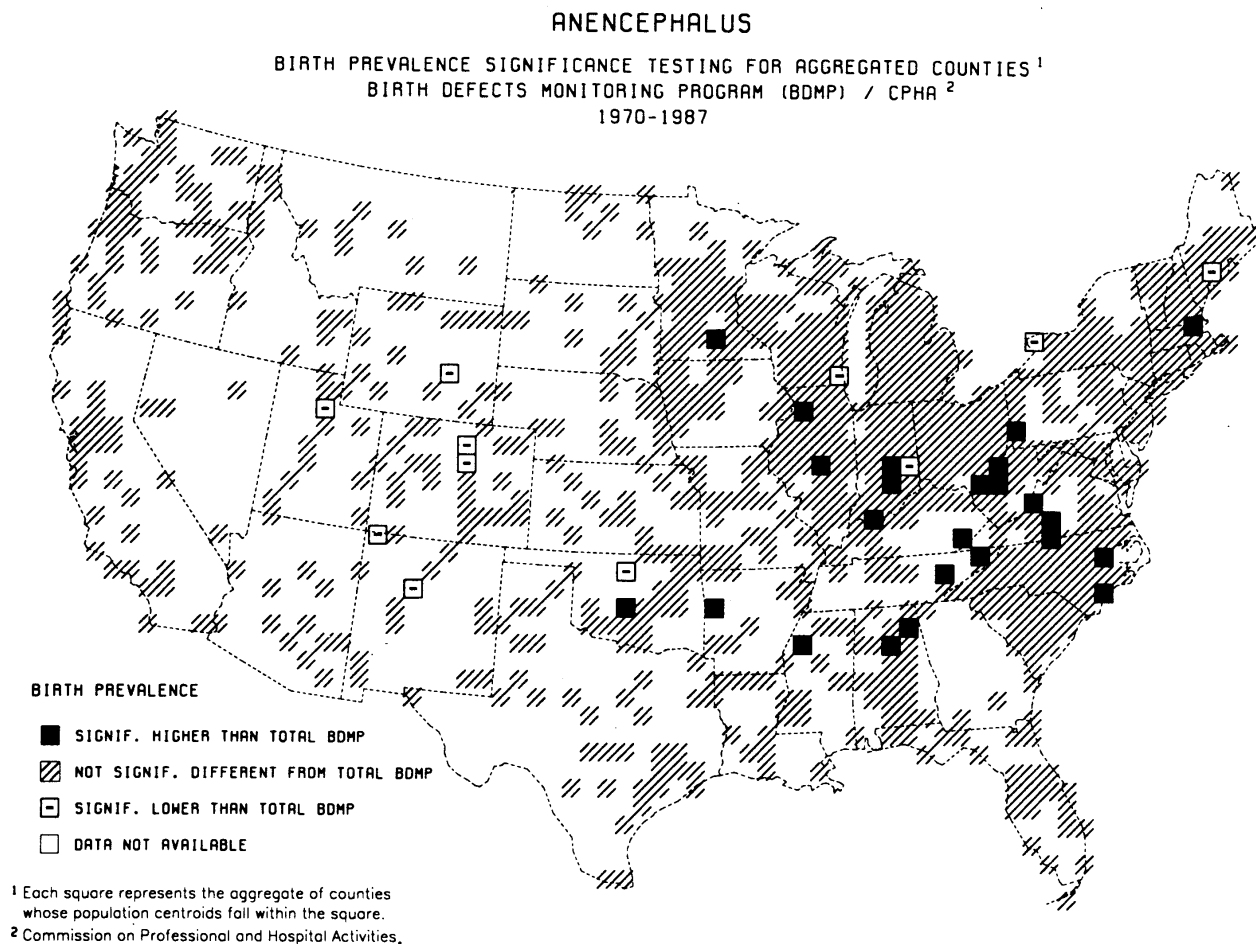 ANENCEPHALUS
BIRTH PREVALENCE SIGNIFICANCE TESTING FOR AGGREGATED COUNTIES 1
BIRTH DEFECTS MONITORING PROGRAM (BDMP) / CPHA 2
1970-1987
BIRTH PREVALENCE
SIGNIF. HIGHER THAN TOTAL BDMP
NOT SIGNIF. DIFFERENT FROM TOTAL BDMP
SIGNIF. LOWER THAN TOTAL BDMP
DATA NOT AVAILABLE
1 Each square represents the aggregate of counties
whose population centroids fall within the square.
2 Commission on Professional and Hospital Activities.